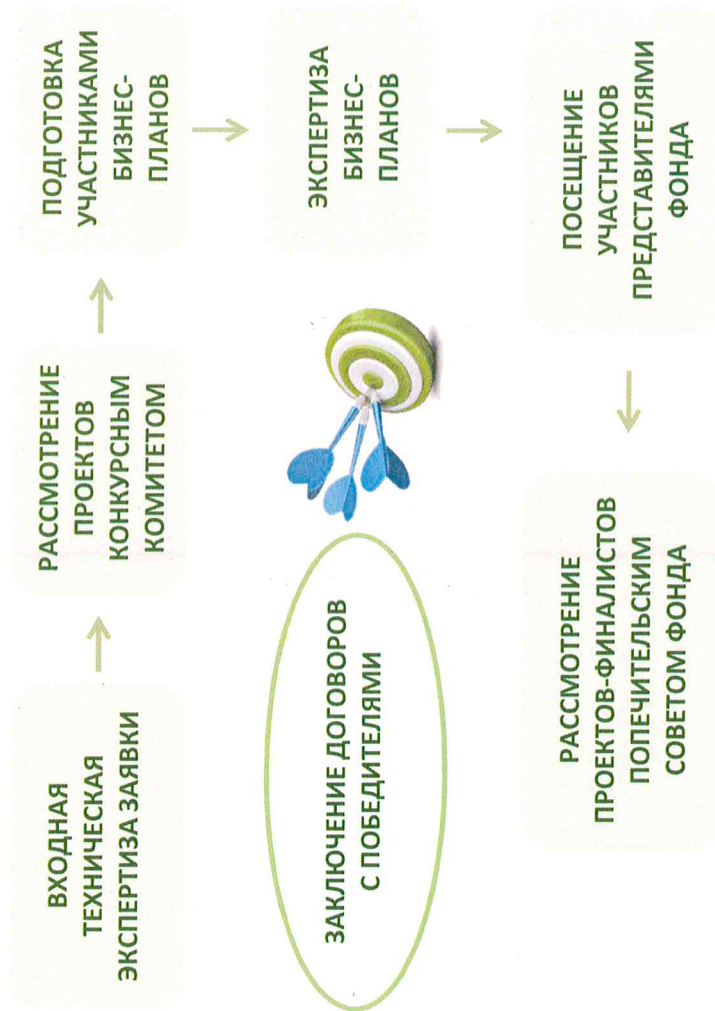 ВХОДНАЯ
ТЕХНИЧЕСКАЯ
ЭКСПЕРТИЗА ЗАЯВКИ
РАССМОТРЕНИЕ
ПРОЕКТОВ
КОНКУРСНЫМ
КОМИТЕТОМ
ПОДГОТОВКА
УЧАСТНИКАМИ
БИЗНЕС-
ПЛАНОВ
ЭКСПЕРТИЗА
БИЗНЕС-
ПЛАНОВ
ПОСЕЩЕНИЕ
УЧАСТНИКОВ
ПРЕДСТАВИТЕЛЯМИ
ФОНДА
РАССМОТРЕНИЕ
ПРОЕКТОВ-ФИНАЛИСТОВ
ПОПЕЧИТЕЛЬСКИМ
СОВЕТОМ ФОНДА
ЗАКЛЮЧЕНИЕ ДОГОВОРОВ
С ПОБЕДИТЕЛЯМИ